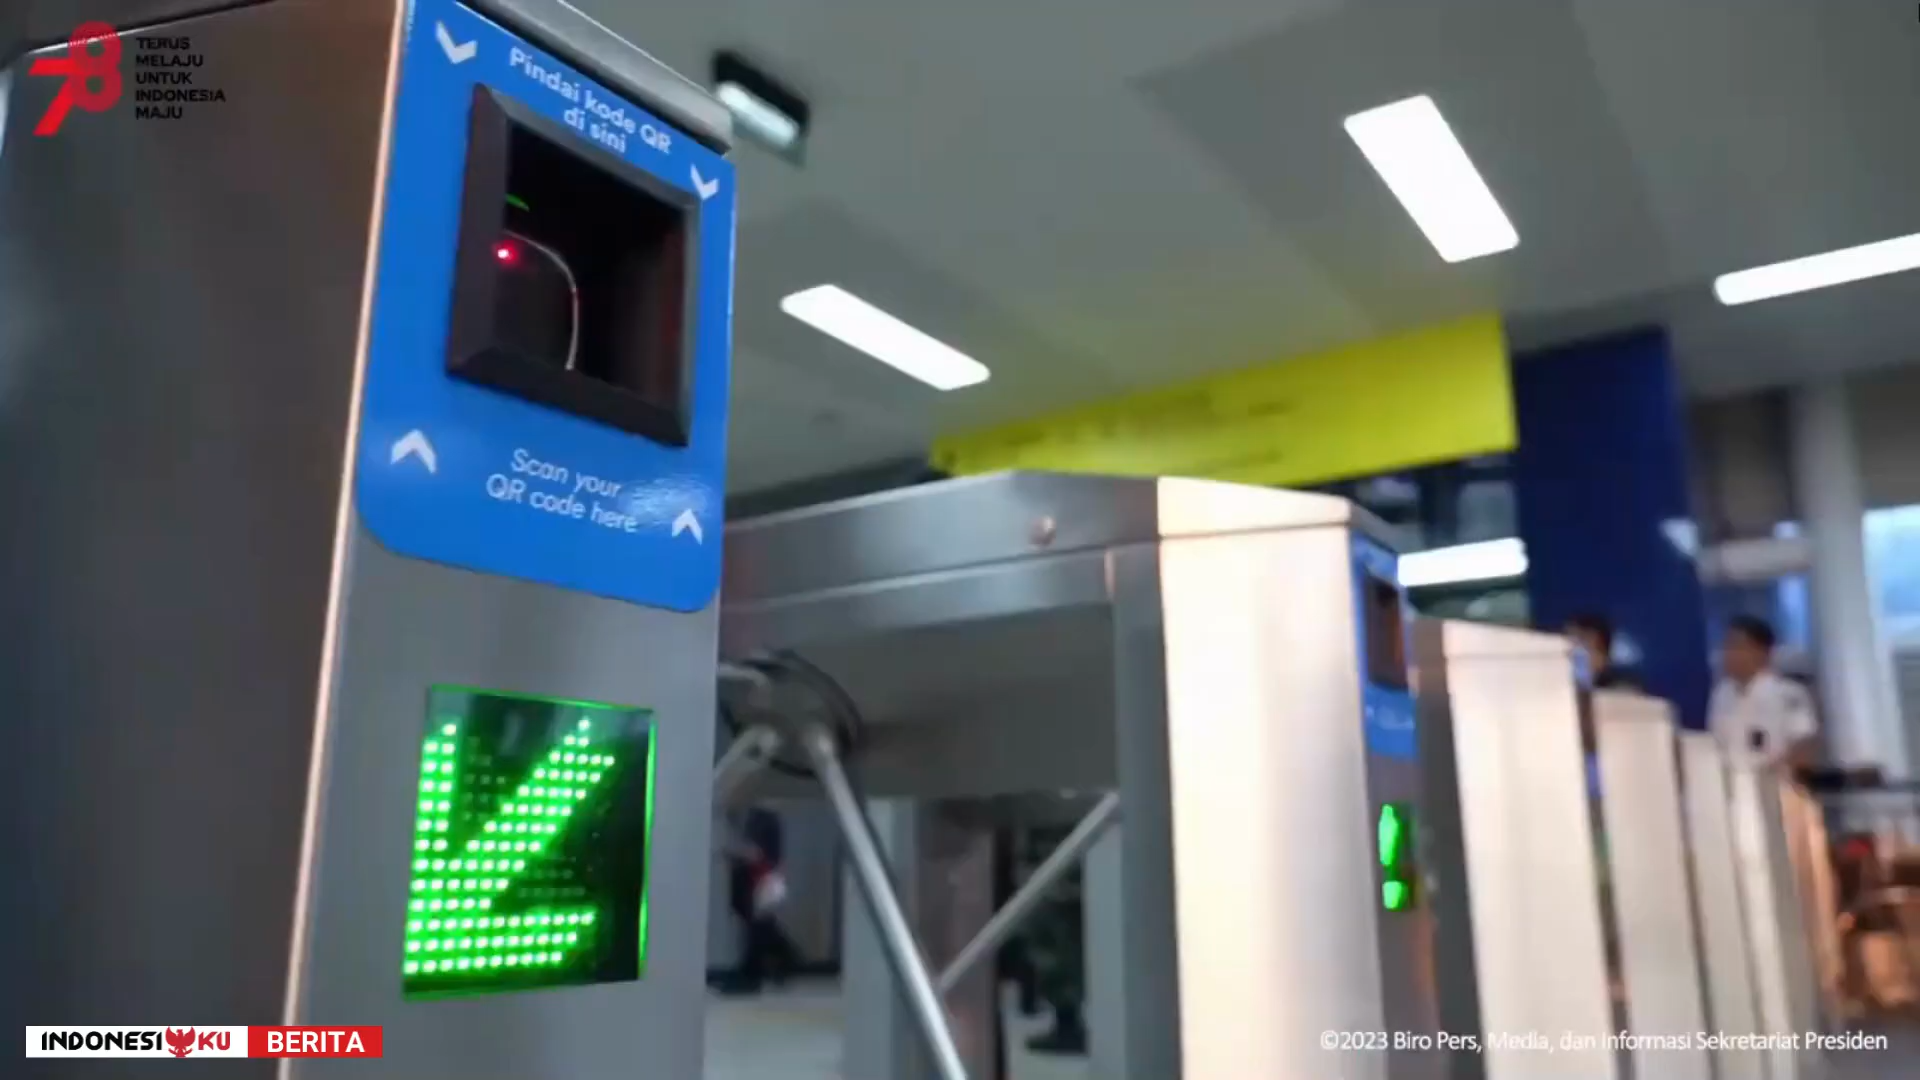 TERUS
MELAJU
UNTUK
INDONESIA
MAJU
Pindai kode QR
di sini
Scan your
QR code here
INDONESI KU BERITA
©2023 Biro Pers, Media, dan Informasi Sekretariat Presiden